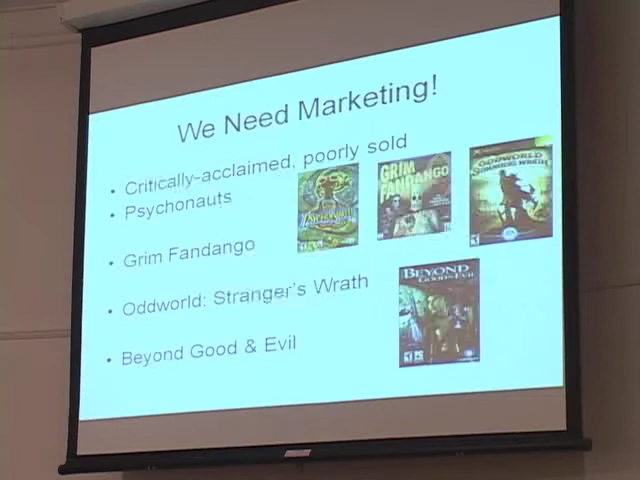 We Need Marketing!
• Critically-acclaimed, poorly sold
• Psychonauts
• Grim Fandango
• Oddworld: Stranger's Wrath
• Beyond Good & Evil
GRIM
FANDANGO
ODDWORLD
STRANGER'S WRATH
BEYOND
GOOD & EVIL